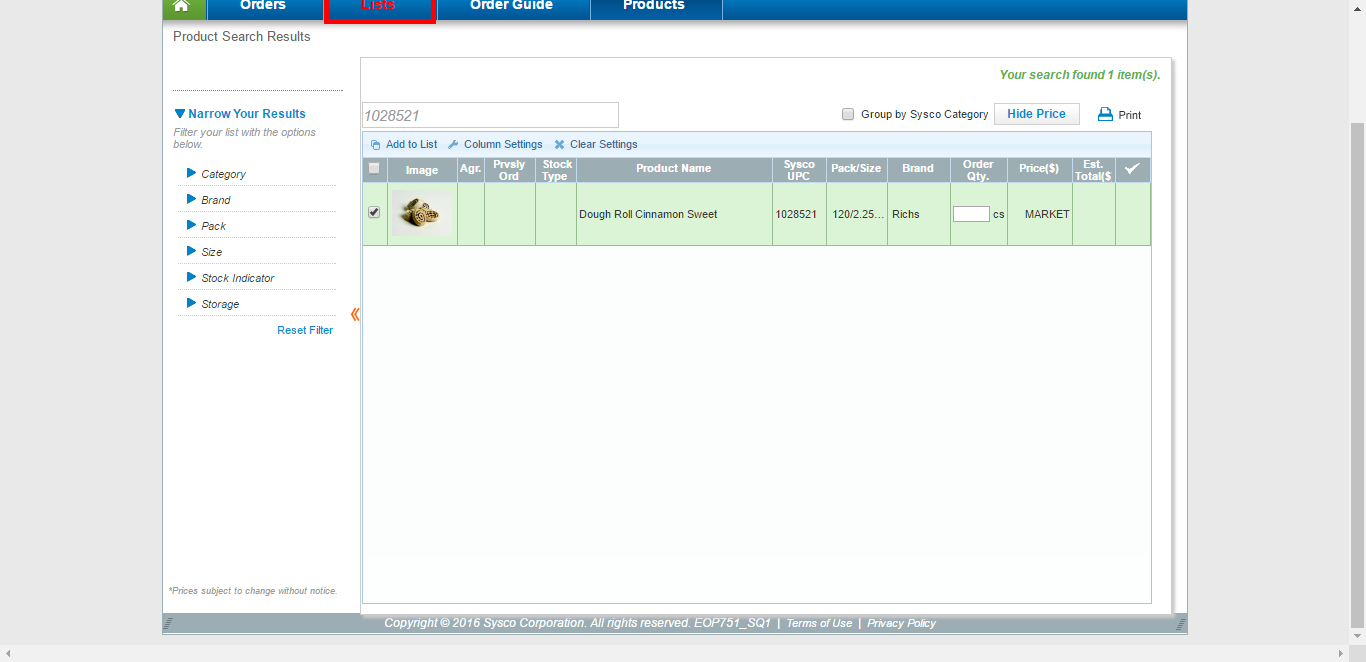 Orders Lists Order Guide Products
Product Search Results
Your search found 1 item(s).
Narrow Your Results
Filter your list with the options
below.
Category
Brand
Pack
Size
Stock Indicator
Storage
Reset Filter
1028521
Group by Sysco Category Hide Price Print
Add to List Column Settings Clear Settings
Image Agr. Prvsly Ord Stock Type Product Name Sysco UPC Pack/Size Brand Order Qty. Price($) Est. Total($
Dough Roll Cinnamon Sweet 1028521 120/2.25... Richs cs MARKET
*Prices subject to change without notice.
Copyright © 2016 Sysco Corporation. All rights reserved. EOP751_SQ1 | Terms of Use | Privacy Policy